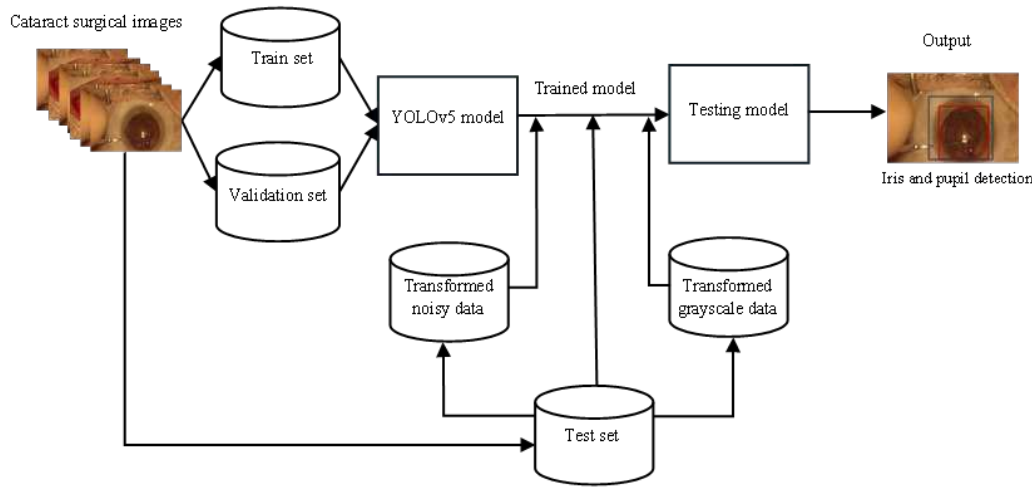 Cataract surgical images
Train set
Validation set
YOLOv5 model
Trained model
Testing model
Output
Iris and pupil detection
Transformed
noisy data
Transformed
grayscale data
Test set